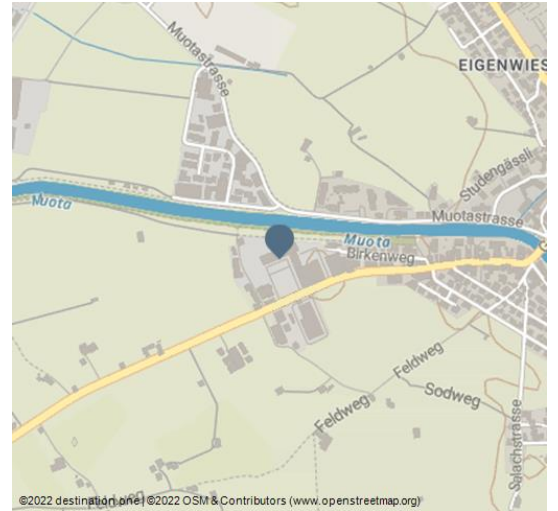 Muotastrasse
EIGENWIES
Studengässli
Muota
Muotastrasse
Muota
Birkenweg
Feldweg
Sodweg
Feldweg
Salachstrasse
Feldweg
©2022 destination.one | ©2022 OSM & Contributors (www.openstreetmap.org)